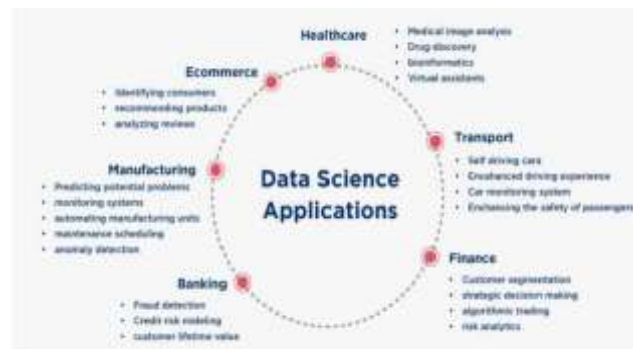 Healthcare
• Medical image analysis
• Drug discovery
• bioinformatics
• Virtual assistants
Ecommerce
• Identifying consumers
• recommending products
• analyzing reviews
Transport
• Self driving cars
• Enchanced driving experience
• Car monitoring system
• Enchancing the safety of passengers
Manufacturing
• Predicting potential problems
• monitoring systems
• automating manufacturing units
• maintenance scheduling
• anomaly detection
Data Science
Applications
Finance
• Customer segmentation
• strategic decision making
• algorithmic trading
• risk analytics
Banking
• Fraud detection
• Credit risk modeling
• customer lifetime value